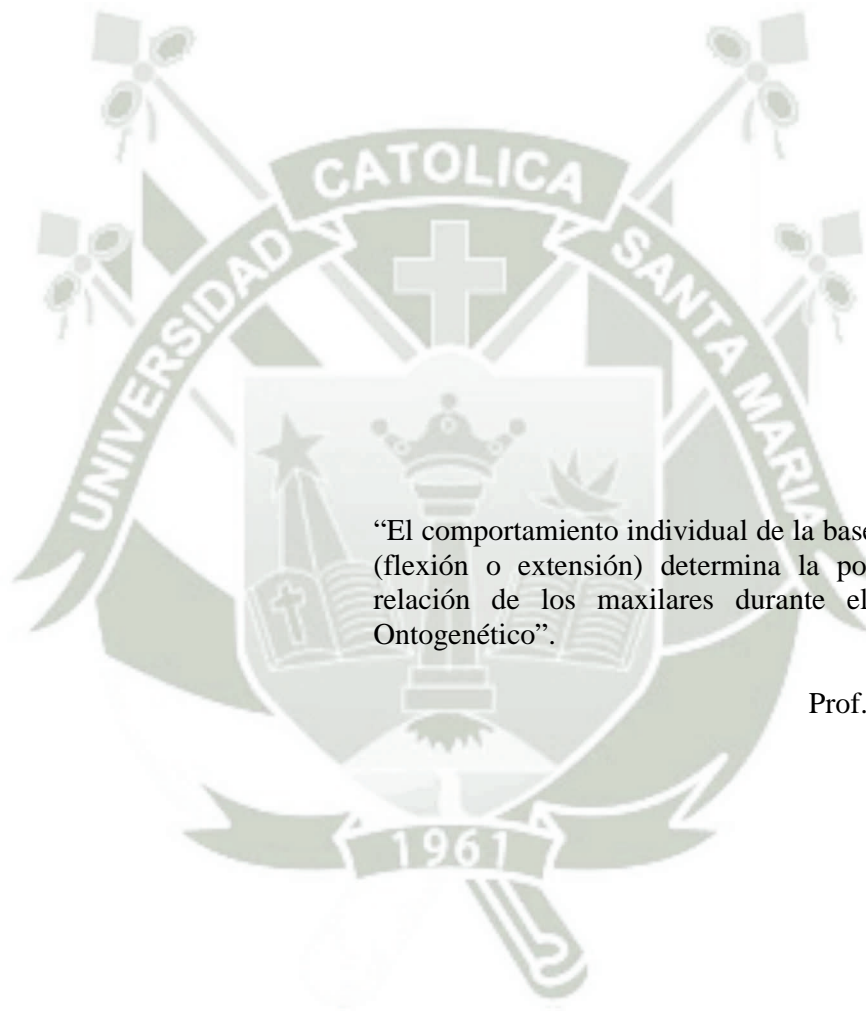 UNIVERSIDAD CATOLICA SANTA MARIA
“El comportamiento individual de la base
(flexión o extensión) determina la po
relación de los maxilares durante el
Ontogenético”.
Prof.
1961